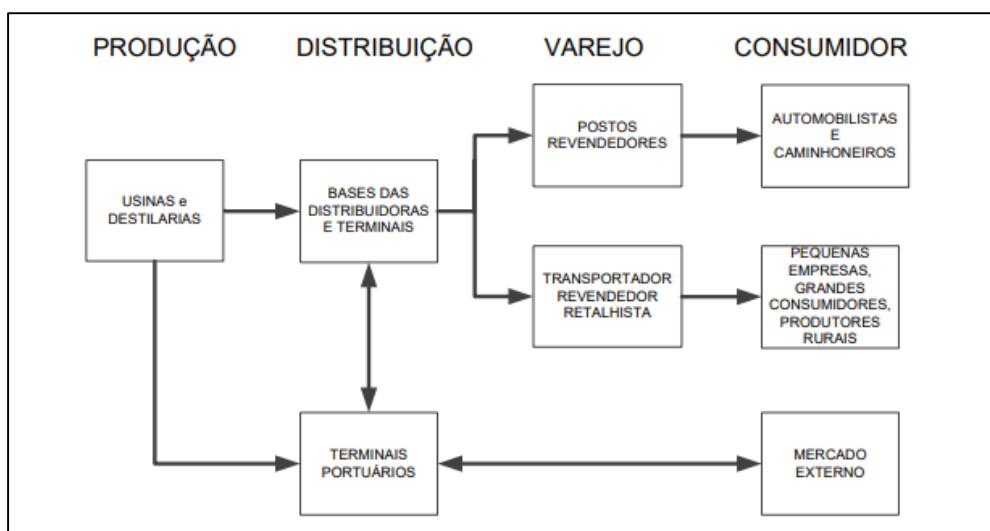 PRODUÇÃO
DISTRIBUIÇÃO
VAREJO
CONSUMIDOR
USINAS e
DESTILARIAS
BASES DAS
DISTRIBUIDORAS
E TERMINAIS
POSTOS
REVENDEDORES
AUTOMOBILISTAS
E
CAMINHONEIROS
TRANSPORTADOR
REVENDEDOR
RETALHISTA
PEQUENAS
EMPRESAS,
GRANDES
CONSUMIDORES,
PRODUTORES
RURAIS
TERMINAIS
PORTUÁRIOS
MERCADO
EXTERNO